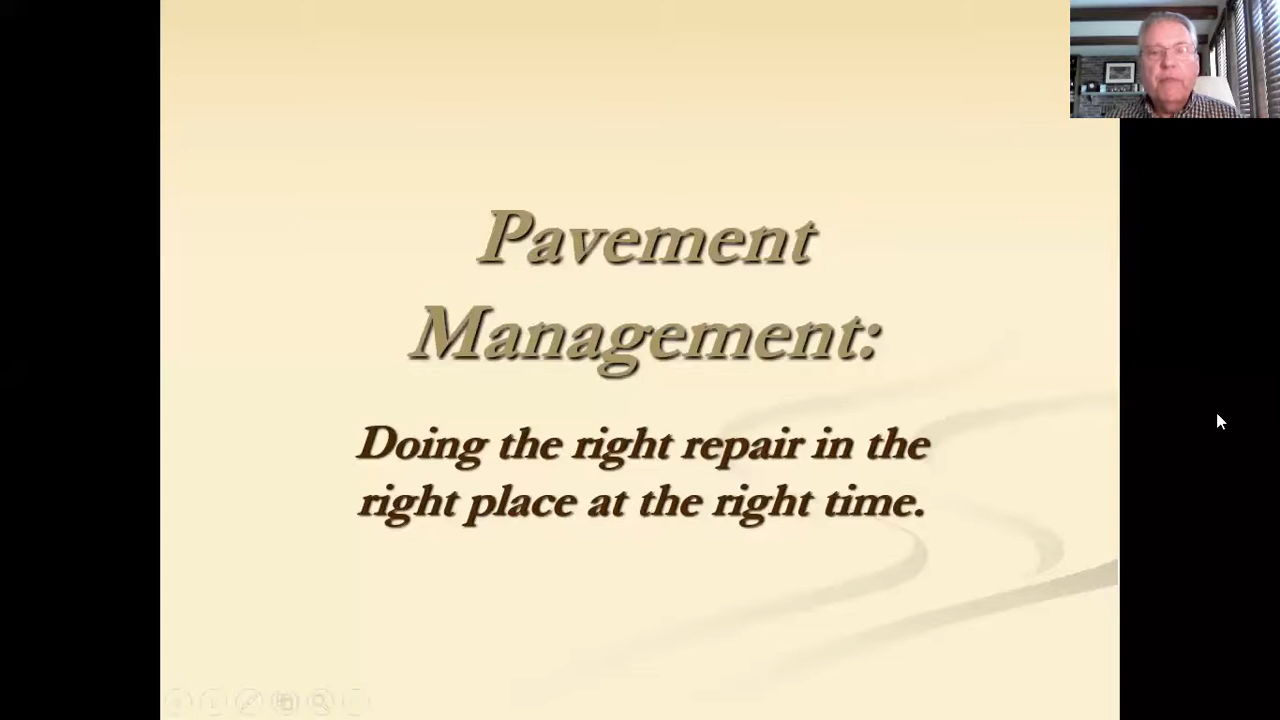 Pavement
Management:
Doing the right repair in the
right place at the right time.